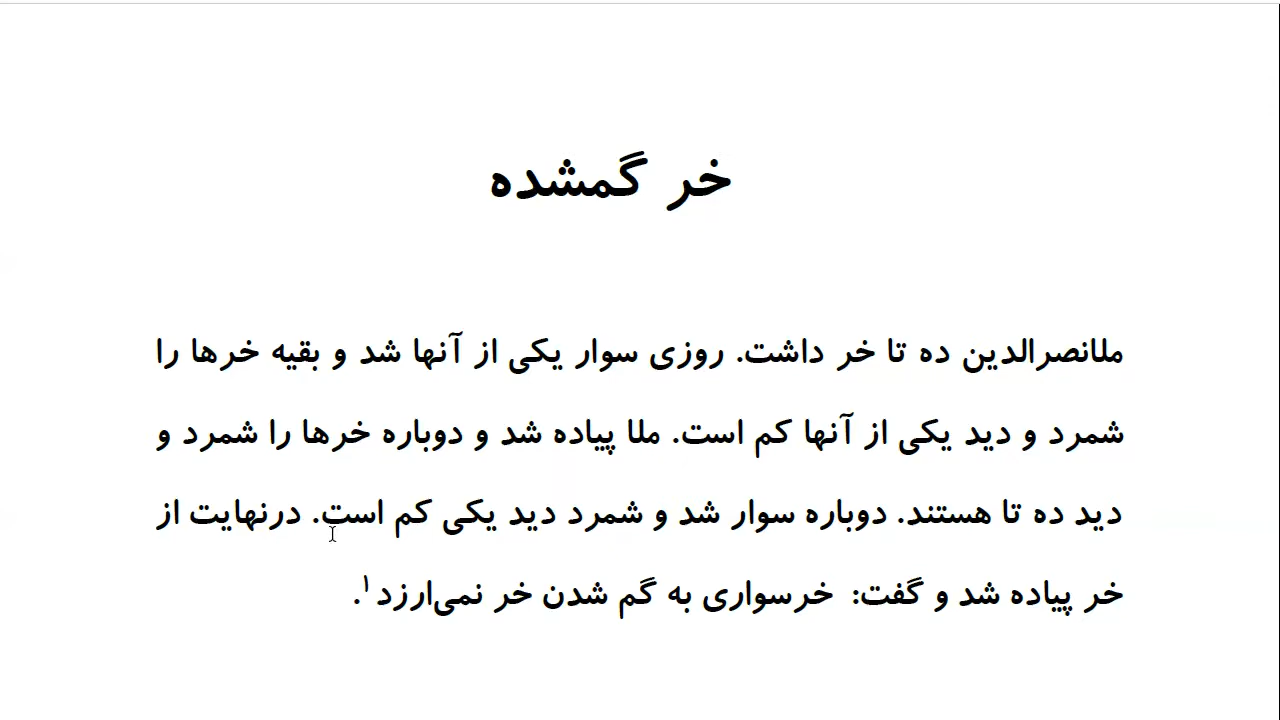 خر گمشده
ملانصرالدین ده تا خر داشت. روزی سوار یکی از آنها شد و بقیه خرها را
شمرد و دید یکی از آنها کم است. ملا پیاده شد و دوباره خرها را شمرد و
دید ده تا هستند. دوباره سوار شد و شمرد دید یکی کم است. درنهایت از
خر پیاده شد و گفت: خرسواری به گم شدن خر نمی‌ارزد۱.